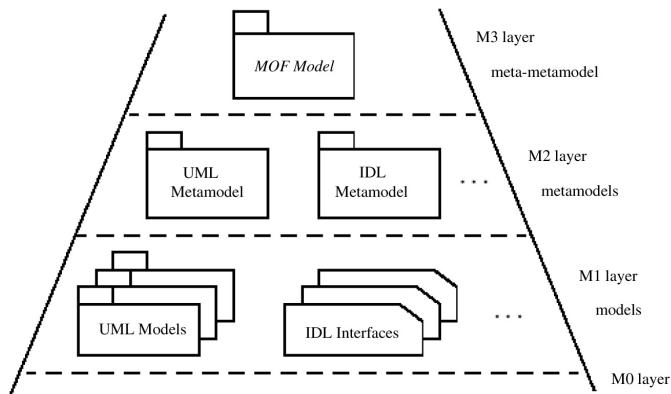 M3 layer
meta-metamodel
MOF Model
M2 layer
metamodels
UML
Metamodel
IDL
Metamodel
...
M1 layer
models
UML Models
IDL Interfaces
...
M0 layer